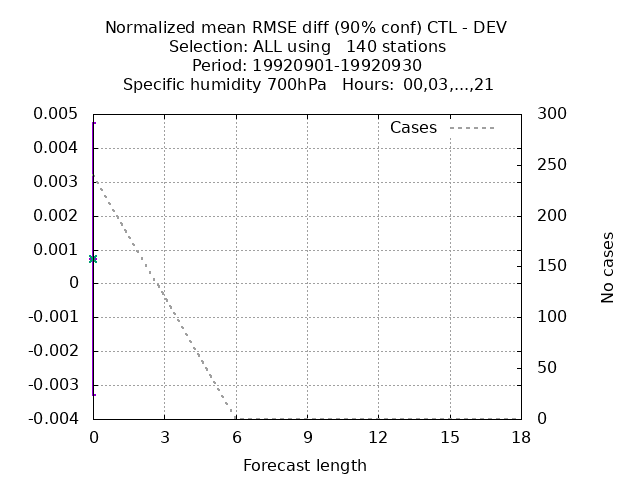 Normalized mean RMSE diff (90% conf) CTL - DEV
Selection: ALL using   140 stations
Period: 19920901-19920930
Specific humidity 700hPa   Hours: 00,03,...,21
Cases
0.005
0.004
0.003
0.002
0.001
0
-0.001
-0.002
-0.003
-0.004
300
250
200
150
100
50
0
No cases
0 3 6 9 12 15 18
Forecast length